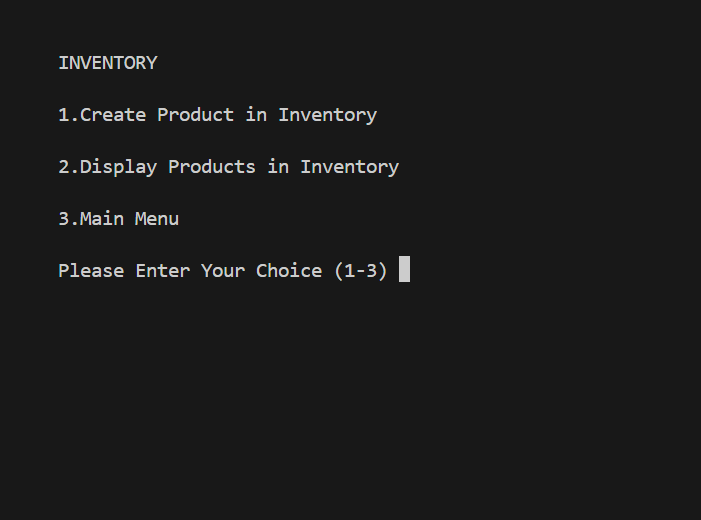 INVENTORY
1.Create Product in Inventory
2.Display Products in Inventory
3.Main Menu
Please Enter Your Choice (1-3)